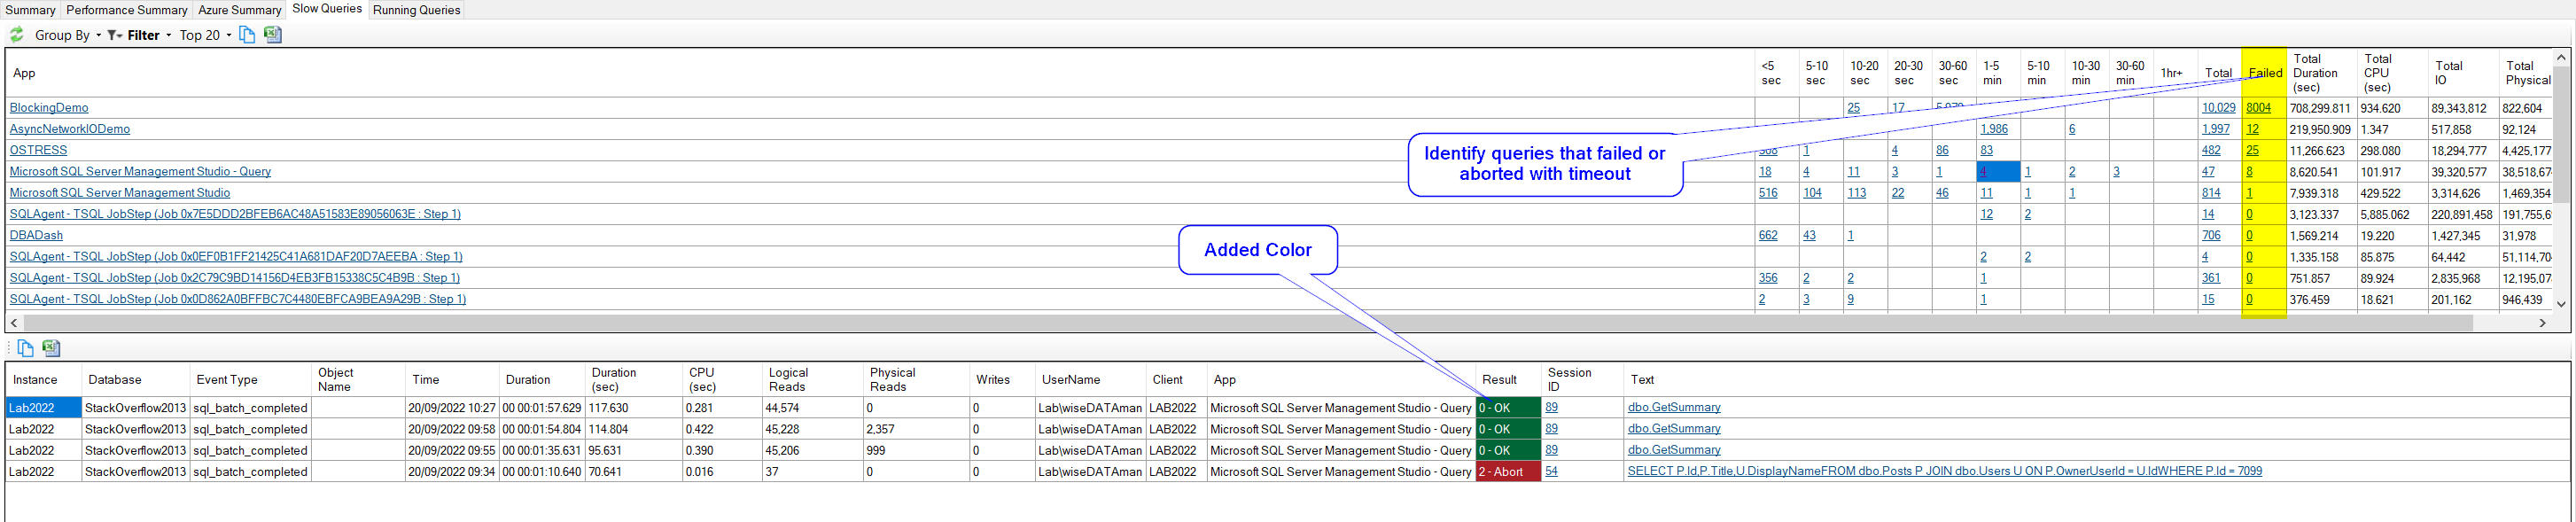 Summary Performance Summary Azure Summary Slow Queries Running Queries
Group By Filter Top 20
App <5 sec 5-10 sec 10-20 sec 20-30 sec 30-60 sec 1-5 min 5-10 min 10-30 min 30-60 min 1hr+ Total Failed Total Duration (sec) Total CPU (sec) Total IO Total Physical
BlockingDemo 25 17 10,029 8004 708,299.811 934.620 89,343,812 822,604
AsyncNetworkIODemo 1,986 6 1,997 12 219,950.909 1.347 517,858 92,124
OSTRESS 1 4 86 83 482 25 11,266.623 298.080 18,294,777 4,425,177
Identify queries that failed or
aborted with timeout
Microsoft SQL Server Management Studio - Query 18 4 11 3 1 4 1 2 3 47 8 8,620.541 101.917 39,320,577 38,518,67
Microsoft SQL Server Management Studio 516 104 113 22 46 11 1 1 814 1 7,939.318 429.522 3,314,626 1,469,354
SQLAgent - TSQL JobStep (Job 0x7E5DDD2BFEB6AC48A51583E89056063E : Step 1) 12 2 14 0 3,123.337 5,885.062 220,891,458 191,755,6
DBADash 662 43 1 706 0 1,569.214 19.220 1,427,345 31,978
SQLAgent - TSQL JobStep (Job 0x0EF0B1FF21425C41A681DAF20D7AEEBA : Step 1) 2 2 4 0 1,335.158 85.875 64,442 51,114,70
SQLAgent - TSQL JobStep (Job 0x2C79C9BD14156D4EB3FB15338C5C4B9B : Step 1) 356 2 2 1 361 0 751.857 89.924 2,835,968 12,195,07
SQLAgent - TSQL JobStep (Job 0x0D862A0BFFBC7C4480EBFCA9BEA9A29B : Step 1) 2 3 9 1 15 0 376.459 18.621 201,162 946,439
Added Color
Instance Database Event Type Object Name Time Duration Duration (sec) CPU (sec) Logical Reads Physical Reads Writes UserName Client App Result Session ID Text
Lab2022 StackOverflow2013 sql_batch_completed 20/09/2022 10:27 00 00:01:57.629 117.630 0.281 44,574 0 0 Lab\wiseDATAman LAB2022 Microsoft SQL Server Management Studio - Query 0 - OK 89 dbo.GetSummary
Lab2022 StackOverflow2013 sql_batch_completed 20/09/2022 09:58 00 00:01:54.804 114.804 0.422 45,228 2,357 0 Lab\wiseDATAman LAB2022 Microsoft SQL Server Management Studio - Query 0 - OK 89 dbo.GetSummary
Lab2022 StackOverflow2013 sql_batch_completed 20/09/2022 09:55 00 00:01:35.631 95.631 0.390 45,206 999 0 Lab\wiseDATAman LAB2022 Microsoft SQL Server Management Studio - Query 0 - OK 89 dbo.GetSummary
Lab2022 StackOverflow2013 sql_batch_completed 20/09/2022 09:34 00 00:01:10.640 70.641 0.016 37 0 0 Lab\wiseDATAman LAB2022 Microsoft SQL Server Management Studio - Query 2 - Abort 54 SELECT P.Id,P.Title,U.DisplayNameFROM dbo.Posts P JOIN dbo.Users U ON P.OwnerUserId = U.IdWHERE P.Id = 7099